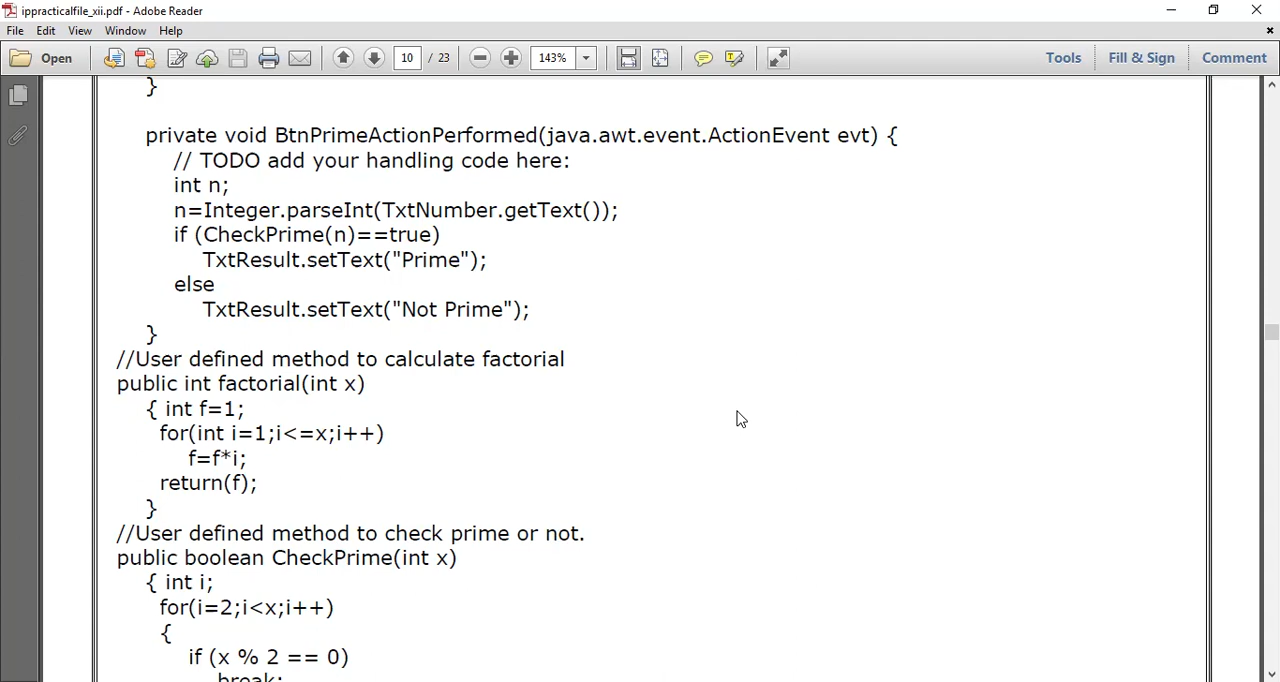 ippracticalfile_xii.pdf - Adobe Reader
File Edit View Window Help
Open 10 / 23 143% Tools Fill & Sign Comment
}
private void BtnPrimeActionPerformed(java.awt.event.ActionEvent evt) {
// TODO add your handling code here:
int n;
n=Integer.parseInt(TxtNumber.getText());
if (CheckPrime(n)==true)
TxtResult.setText("Prime");
else
TxtResult.setText("Not Prime");
}
//User defined method to calculate factorial
public int factorial(int x)
{ int f=1;
for(int i=1;i<=x;i++)
f=f*i;
return(f);
}
//User defined method to check prime or not.
public boolean CheckPrime(int x)
{ int i;
for(i=2;i<x;i++)
{
if (x % 2 == 0)
break;